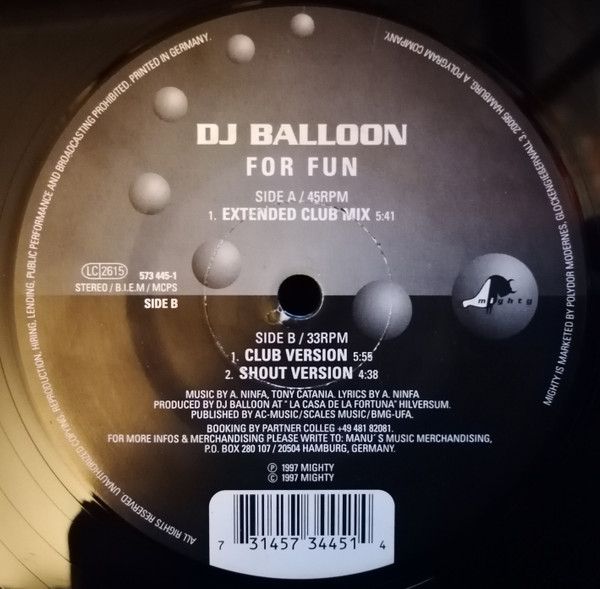 ALL RIGHTS RESERVED. UNAUTHORIZED COPYING, REPRODUCTION, HIRING, LENDING, PUBLIC PERFORMANCE AND BROADCASTING PROHIBITED. PRINTED IN GERMANY.
MIGHTY IS MARKETED BY POLYDOR MODERNES, GLOCKENGIEßERWALL 3, 20095 HAMBURG. A POLYGRAM COMPANY.
DJ BALLOON
FOR FUN
SIDE A / 45RPM
1. EXTENDED CLUB MIX 5:41
LC 2615
573 445-1
STEREO / B.I.E.M / MCPS
SIDE B
mighty
SIDE B / 33RPM
1. CLUB VERSION 5:55
2. SHOUT VERSION 4:38
MUSIC BY A. NINFA, TONY CATANIA. LYRICS BY A. NINFA
PRODUCED BY DJ BALLOON AT " LA CASA DE LA FORTUNA" HILVERSUM.
PUBLISHED BY AC-MUSIC/SCALES MUSIC/BMG-UFA.
BOOKING BY PARTNER COLLEG +49 481 82081.
FOR MORE INFOS & MERCHANDISING PLEASE WRITE TO: MANU´S MUSIC MERCHANDISING,
P.O. BOX 280 107 / 20504 HAMBURG, GERMANY.
Ⓟ 1997 MIGHTY
© 1997 MIGHTY
7 31457 34451 4